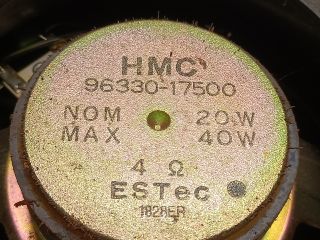 HMC
96330-17500
NOM 20W
MAX 40W
4 Ω
ESTec
1828ER